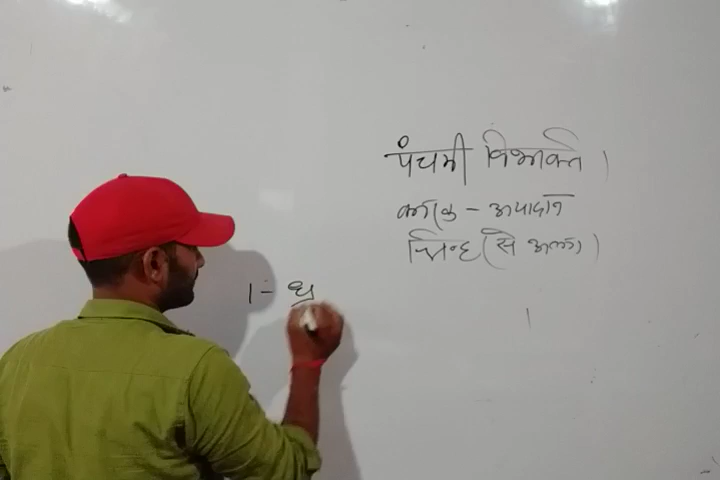 पंचमी विभक्ति ।
कारक - अपादान
चिन्ह (से अलग)
1- ध्रु